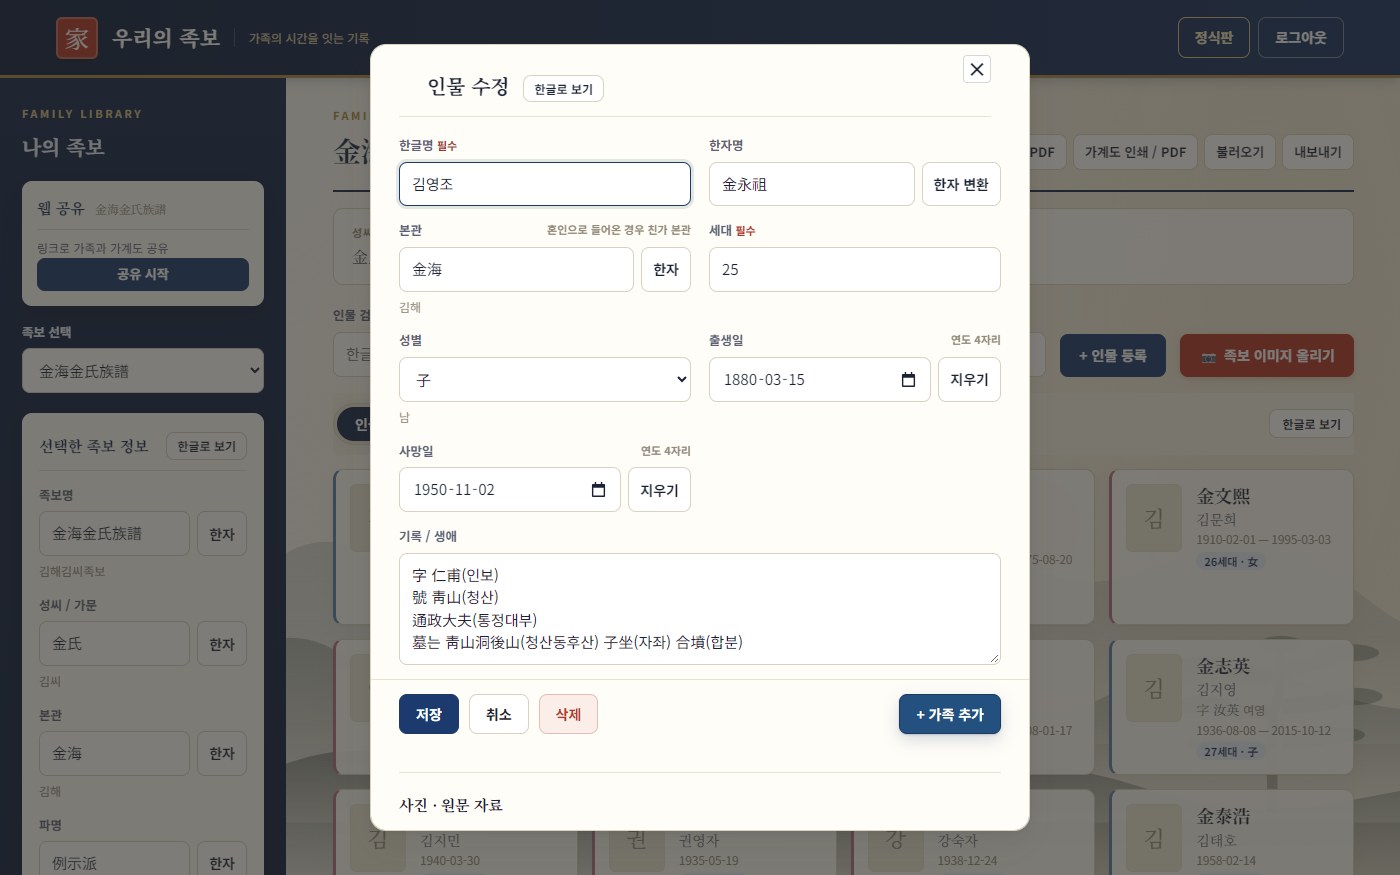 家 우리의 족보 가족의 시간을 잇는 기록
정식판 로그아웃
FAMILY LIBRARY
나의 족보
웹 공유 金海金氏族譜
링크로 가족과 가계도 공유
공유 시작
족보 선택
金海金氏族譜
선택한 족보 정보 한글로 보기
족보명
金海金氏族譜 한자
김해김씨족보
성씨 / 가문
金氏 한자
김씨
본관
金海 한자
김해
파명
例示派 한자
인물 수정 한글로 보기
한글명 필수
김영조
한자명
金永祖 한자 변환
본관 혼인으로 들어온 경우 친가 본관
金海 한자
김해
세대 필수
25
성별
子
남
출생일 연도 4자리
1880-03-15 지우기
사망일 연도 4자리
1950-11-02 지우기
기록 / 생애
字 仁甫(인보)
號 靑山(청산)
通政大夫(통정대부)
墓는 靑山洞後山(청산동후산) 子坐(자좌) 合墳(합분)
저장 취소 삭제 + 가족 추가
사진 · 원문 자료
FAMI
PDF 가계도 인쇄 / PDF 불러오기 내보내기
인물 검
+ 인물 등록 족보 이미지 올리기
한글로 보기
金文熙
김문희
1910-02-01 — 1995-03-03
26세대 · 女
5-08-20
金志英
김지영
字 汝英 여영
1936-08-08 — 2015-10-12
27세대 · 子
8-01-17
김 김지민
1940-03-30
권 권영자
1935-05-19
강 강숙자
1938-12-24
金泰浩
김태호
1958-02-14
김
김
김